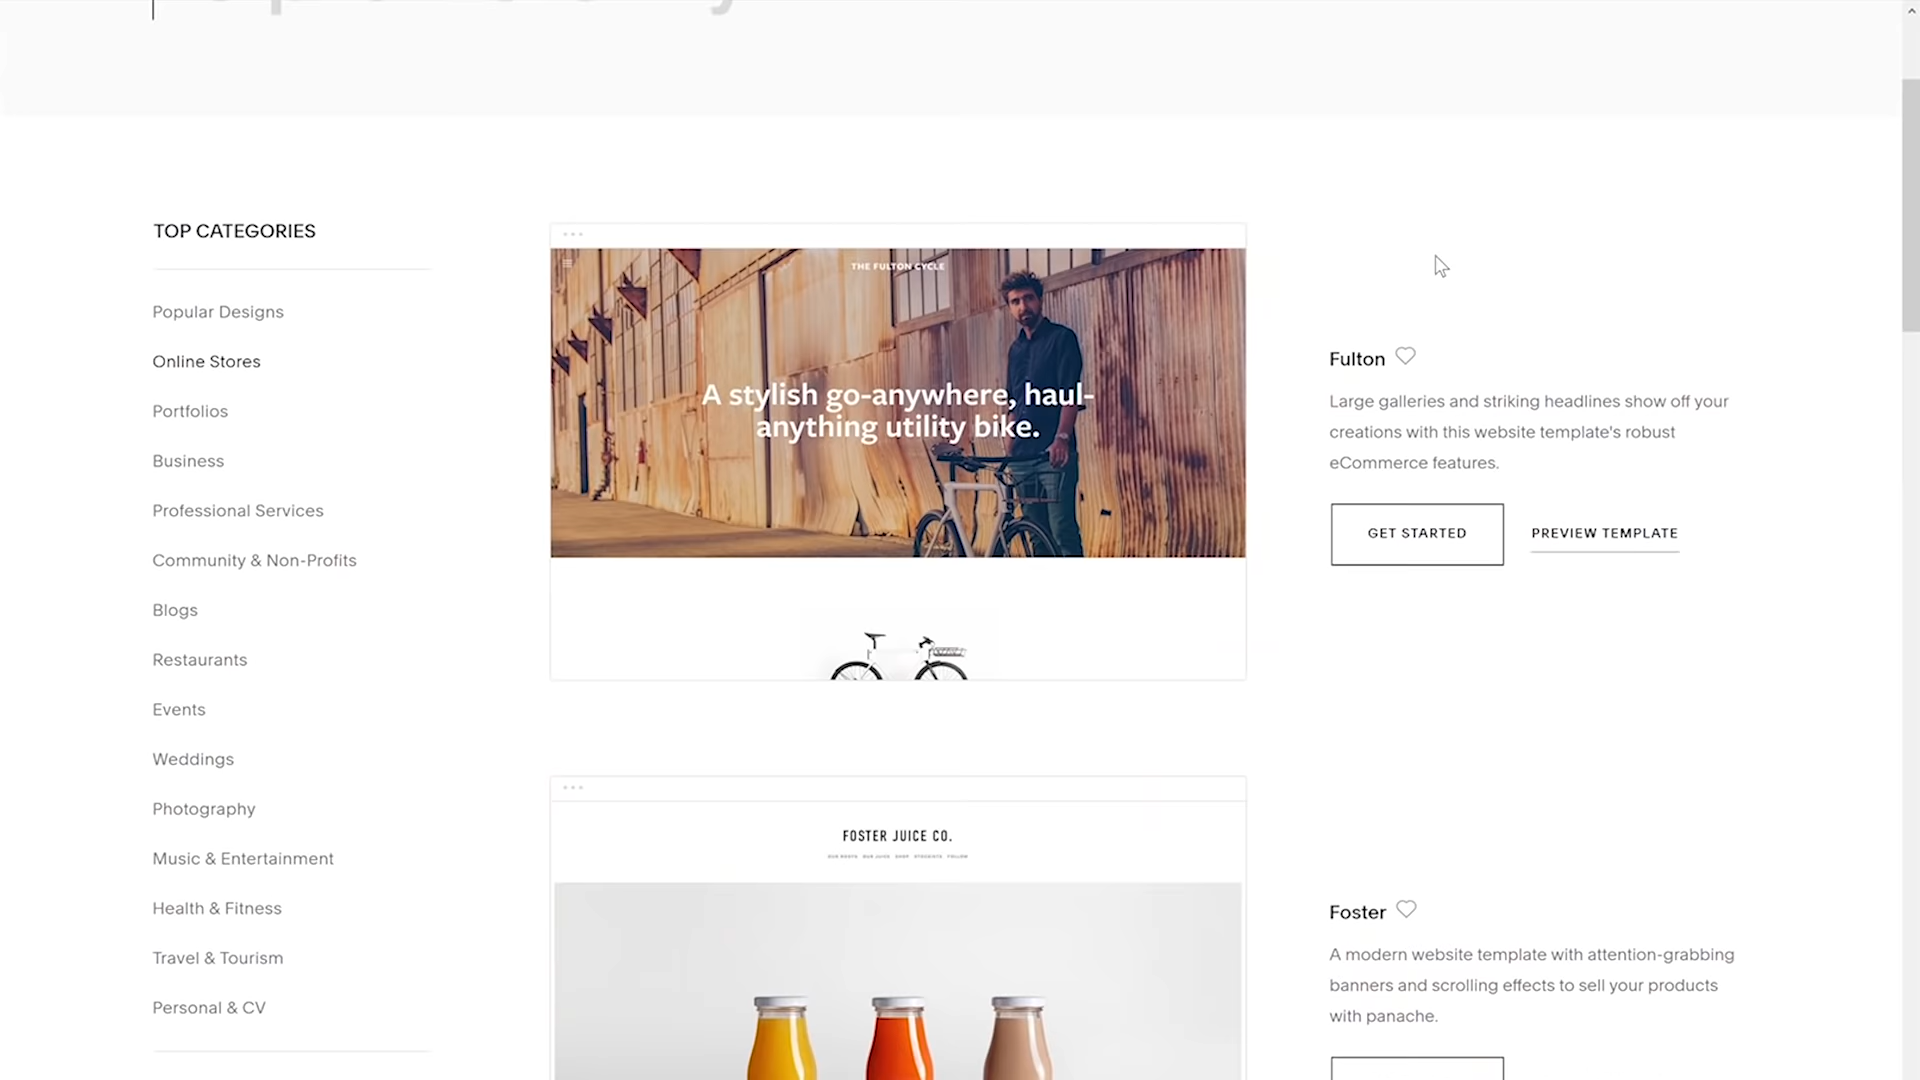 TOP CATEGORIES
Popular Designs
Online Stores
Portfolios
Business
Professional Services
Community & Non-Profits
Blogs
Restaurants
Events
Weddings
Photography
Music & Entertainment
Health & Fitness
Travel & Tourism
Personal & CV
THE FULTON CYCLE
A stylish go-anywhere, haul-
anything utility bike.
Fulton
Large galleries and striking headlines show off your
creations with this website template's robust
eCommerce features.
GET STARTED
PREVIEW TEMPLATE
FOSTER JUICE CO.
Foster
A modern website template with attention-grabbing
banners and scrolling effects to sell your products
with panache.